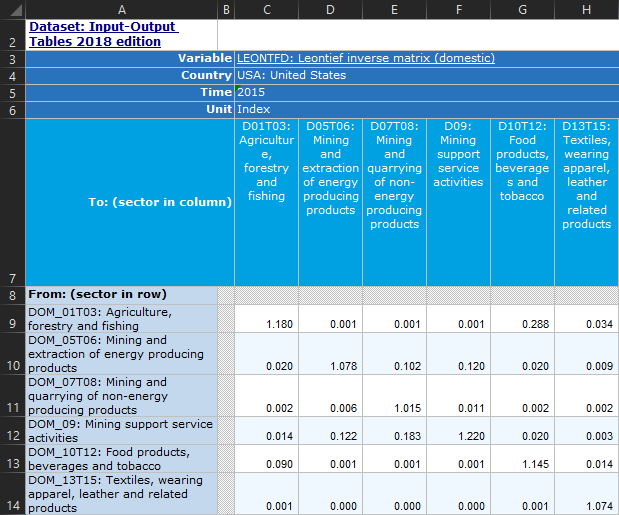 A B C D E F G H
2 Dataset: Input-Output
Tables 2018 edition
3 Variable LEONTFD: Leontief inverse matrix (domestic)
4 Country USA: United States
5 Time 2015
6 Unit Index
7 To: (sector in column)
D01T03:
Agricultur
e,
forestry
and
fishing
D05T06:
Mining
and
extraction
of energy
producing
products
D07T08:
Mining
and
quarrying
of non-
energy
producing
products
D09:
Mining
support
service
activities
D10T12:
Food
products,
beverage
s and
tobacco
D13T15:
Textiles,
wearing
apparel,
leather
and
related
products
8 From: (sector in row)
9 DOM_01T03: Agriculture,
forestry and fishing 1.180 0.001 0.001 0.001 0.288 0.034
DOM_05T06: Mining and
extraction of energy producing
10 products 0.020 1.078 0.102 0.120 0.020 0.009
DOM_07T08: Mining and
quarrying of non-energy
11 producing products 0.002 0.006 1.015 0.011 0.002 0.002
DOM_09: Mining support service
12 activities 0.014 0.122 0.183 1.220 0.020 0.003
DOM_10T12: Food products,
13 beverages and tobacco 0.090 0.001 0.001 0.001 1.145 0.014
DOM_13T15: Textiles, wearing
apparel, leather and related
14 products 0.001 0.000 0.000 0.000 0.001 1.074